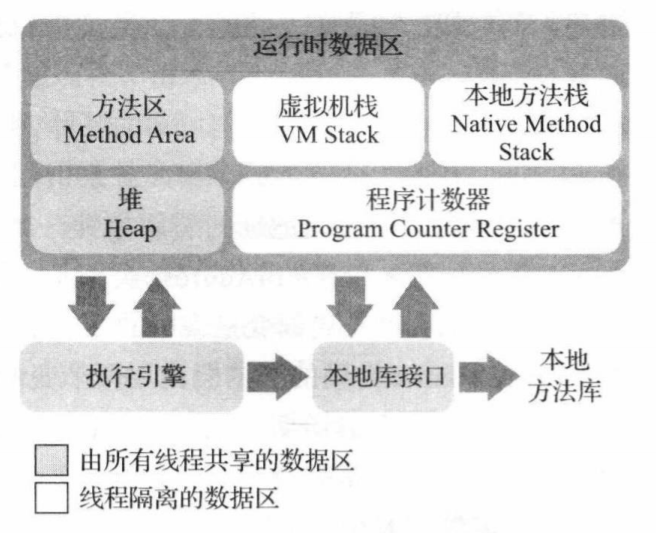 运行时数据区
方法区
Method Area
虚拟机栈
VM Stack
本地方法栈
Native Method
Stack
堆
Heap
程序计数器
Program Counter Register
执行引擎
本地库接口
本地
方法库
由所有线程共享的数据区
线程隔离的数据区